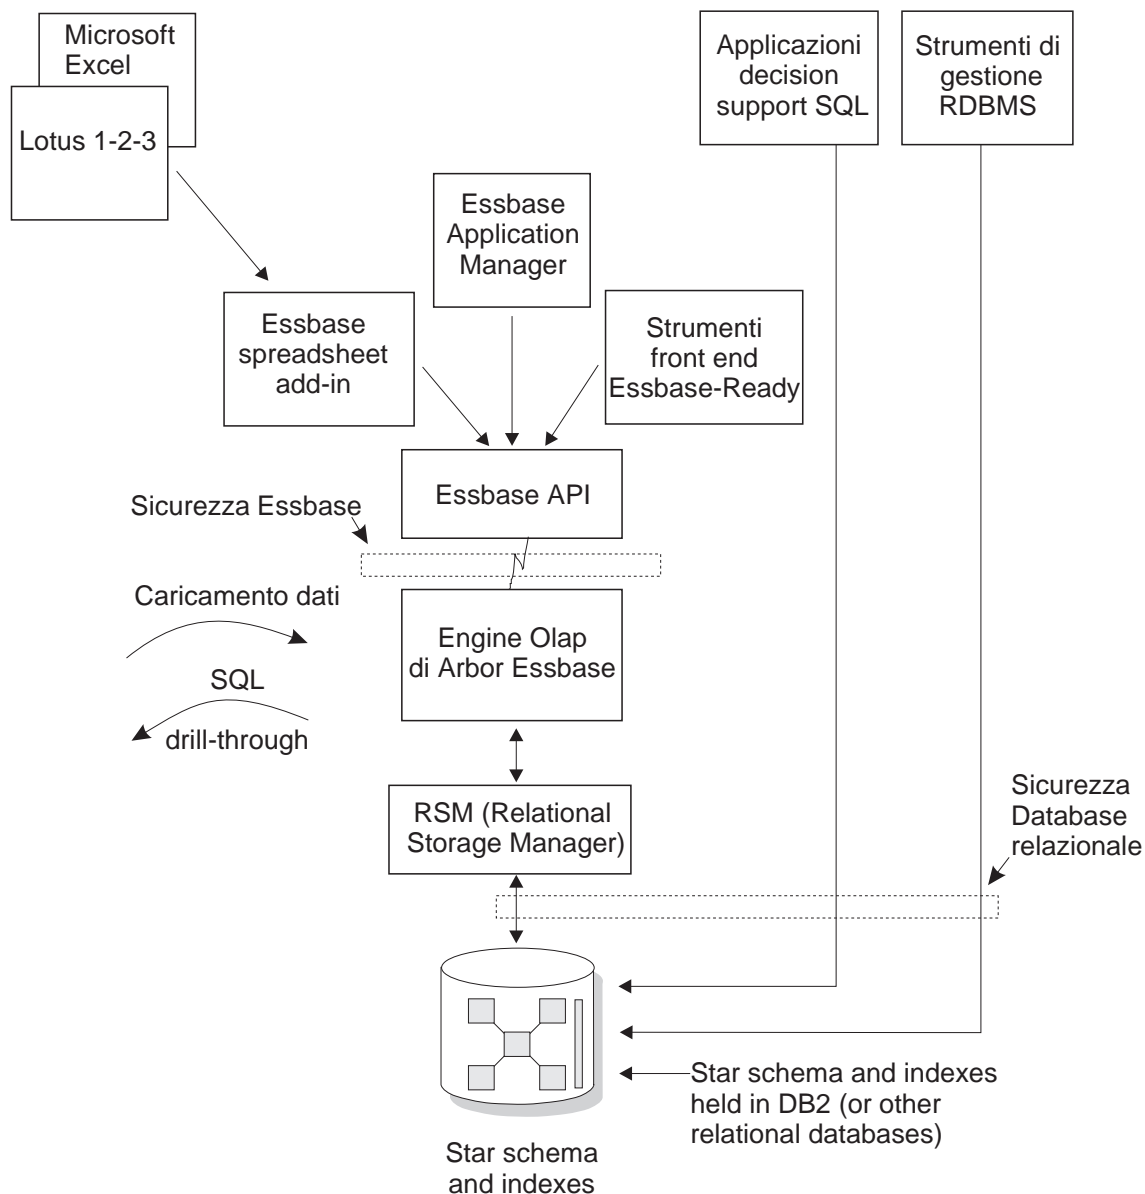 Microsoft
Excel
Lotus 1-2-3
Applicazioni
decision
support SQL
Strumenti di
gestione
RDBMS
Essbase
Application
Manager
Essbase
spreadsheet
add-in
Strumenti
front end
Essbase-Ready
Essbase API
Sicurezza Essbase
Caricamento dati
SQL
drill-through
Engine Olap
di Arbor Essbase
RSM (Relational
Storage Manager)
Sicurezza
Database
relazionale
Star schema and indexes
held in DB2 (or other
relational databases)
Star schema
and indexes